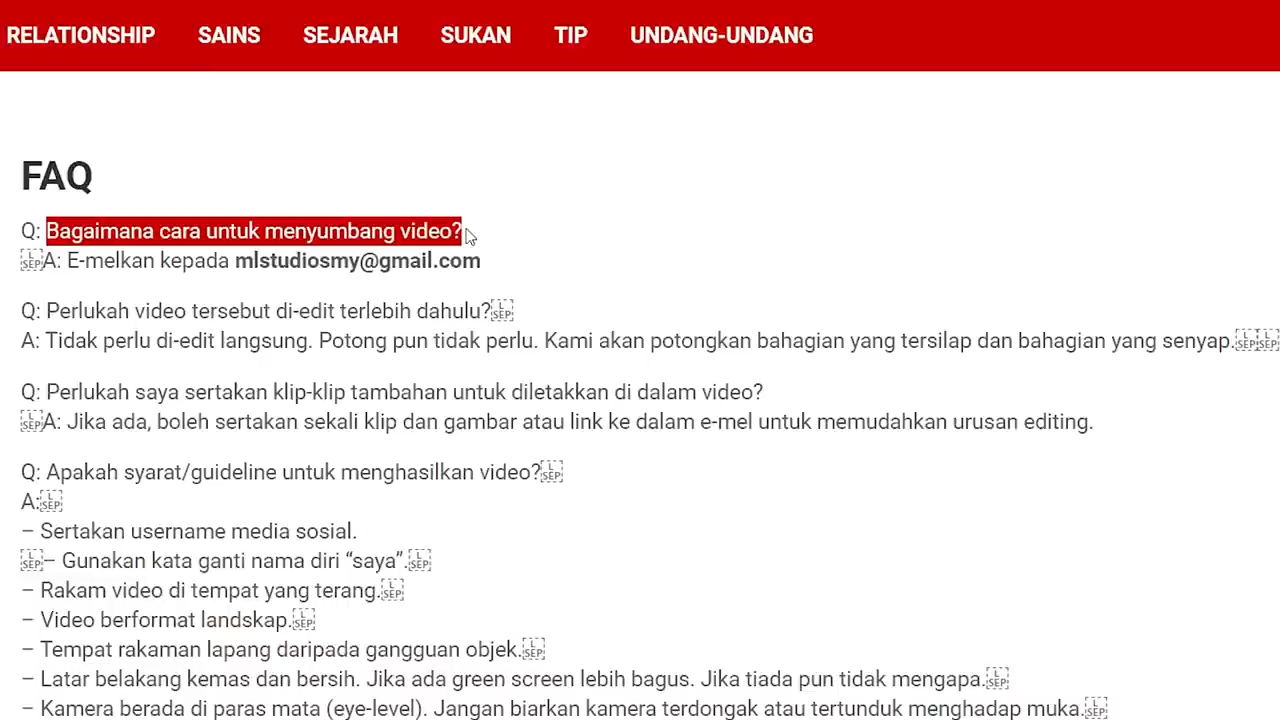 RELATIONSHIP SAINS SEJARAH SUKAN TIP UNDANG-UNDANG
FAQ
Q: Bagaimana cara untuk menyumbang video?
A: E-melkan kepada mlstudiosmy@gmail.com
Q: Perlukah video tersebut di-edit terlebih dahulu?
A: Tidak perlu di-edit langsung. Potong pun tidak perlu. Kami akan potongkan bahagian yang tersilap dan bahagian yang senyap.
Q: Perlukah saya sertakan klip-klip tambahan untuk diletakkan di dalam video?
A: Jika ada, boleh sertakan sekali klip dan gambar atau link ke dalam e-mel untuk memudahkan urusan editing.
Q: Apakah syarat/guideline untuk menghasilkan video?
A:
– Sertakan username media sosial.
– Gunakan kata ganti nama diri “saya”.
– Rakam video di tempat yang terang.
– Video berformat landskap.
– Tempat rakaman lapang daripada gangguan objek.
– Latar belakang kemas dan bersih. Jika ada green screen lebih bagus. Jika tiada pun tidak mengapa.
– Kamera berada di paras mata (eye-level). Jangan biarkan kamera terdongak atau tertunduk menghadap muka.